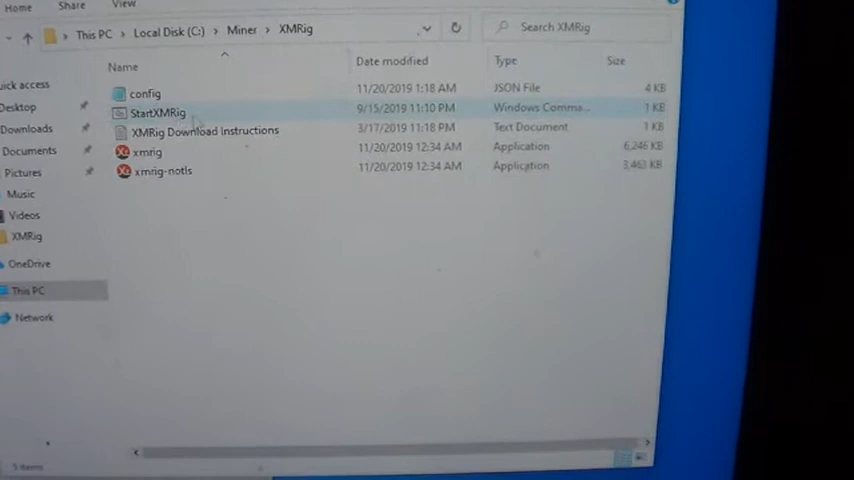 Home Share View
This PC > Local Disk (C:) > Miner > XMRig Search XMRig
Name Date modified Type Size
config 11/20/2019 1:18 AM JSON File 4 KB
StartXMRig 9/15/2019 11:10 PM Windows Comma... 1 KB
XMRig Download Instructions 3/17/2019 11:18 PM Text Document 1 KB
xmrig 11/20/2019 12:34 AM Application 6,246 KB
xmrig-notls 11/20/2019 12:34 AM Application 3,463 KB
uick access
Desktop
Downloads
Documents
Pictures
Music
Videos
XMRig
OneDrive
This PC
Network
5 items